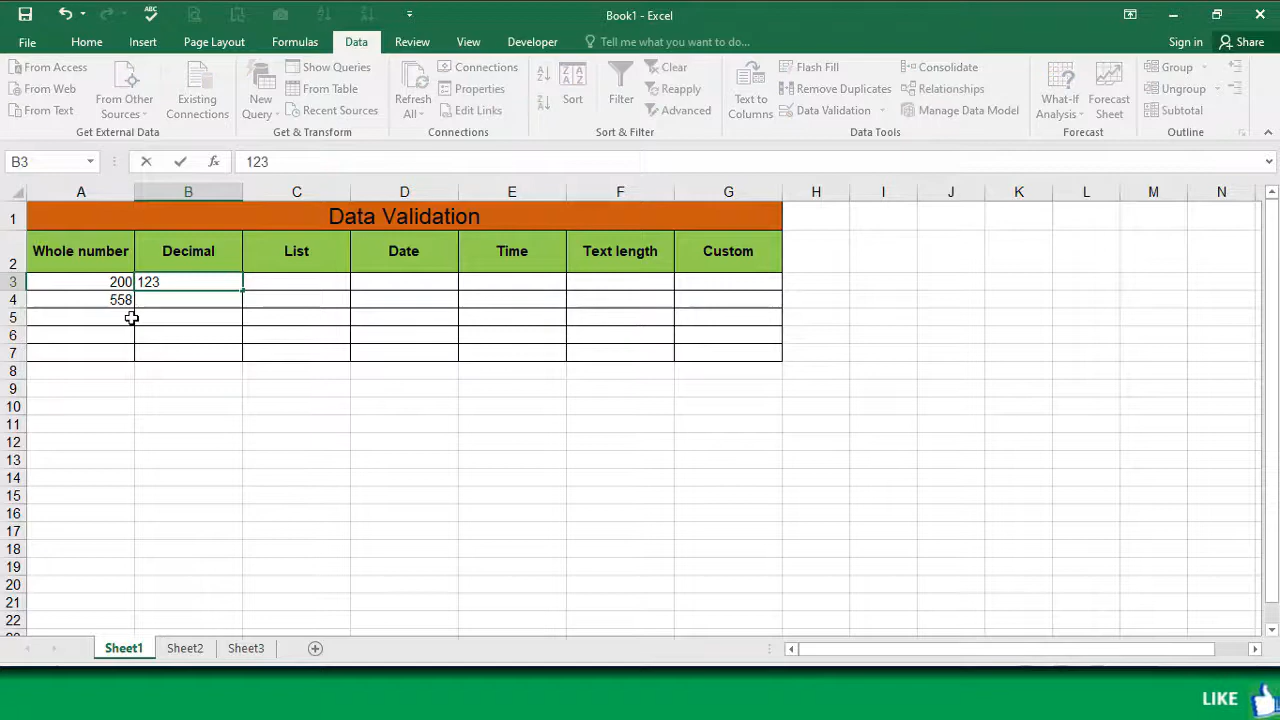 Book1 - Excel
File Home Insert Page Layout Formulas Data Review View Developer Tell me what you want to do... Sign in Share
From Access
From Web
From Text
From Other Sources
Existing Connections
Get External Data
New Query
Show Queries
From Table
Recent Sources
Get & Transform
Refresh All
Connections
Properties
Edit Links
Connections
Sort
Filter
Clear
Reapply
Advanced
Sort & Filter
Text to Columns
Flash Fill
Remove Duplicates
Data Validation
Consolidate
Relationships
Manage Data Model
Data Tools
What-If Analysis
Forecast Sheet
Forecast
Group
Ungroup
Subtotal
Outline
B3 fx 123
A B C D E F G H I J K L M N
1 Data Validation
2 Whole number Decimal List Date Time Text length Custom
3 200 123
4 558
5
6
7
8
9
10
11
12
13
14
15
16
17
18
19
20
21
22
Sheet1 Sheet2 Sheet3
LIKE